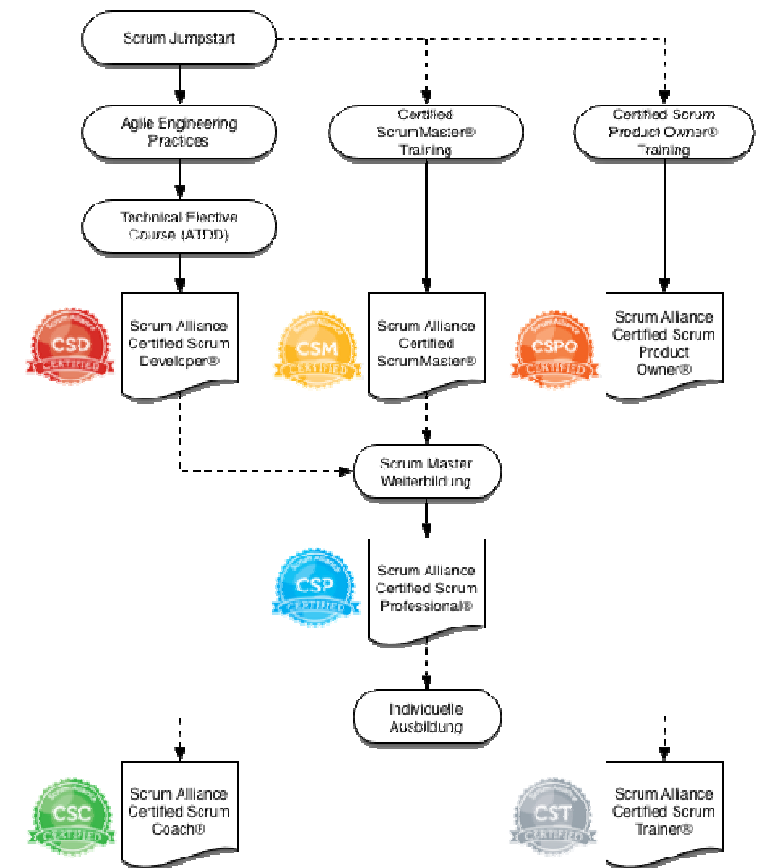 Scrum Jumpstart
Agile Engineering
Practices
Certified
ScrumMaster®
Training
Certified Scrum
Product Owner®
Training
Technical Elective
Course (ATDD)
CSD
CERTIFIED
Scrum Alliance
Certified Scrum
Developer®
CSM
CERTIFIED
Scrum Alliance
Certified
ScrumMaster®
CSPO
CERTIFIED
Scrum Alliance
Certified Scrum
Product
Owner®
Scrum Master
Weiterbildung
Scrum Alliance
CSP
CERTIFIED
Scrum Alliance
Certified Scrum
Professional®
Individuelle
Ausbildung
CSC
CERTIFIED
Scrum Alliance
Certified Scrum
Coach®
CST
CERTIFIED
Scrum Alliance
Certified Scrum
Trainer®